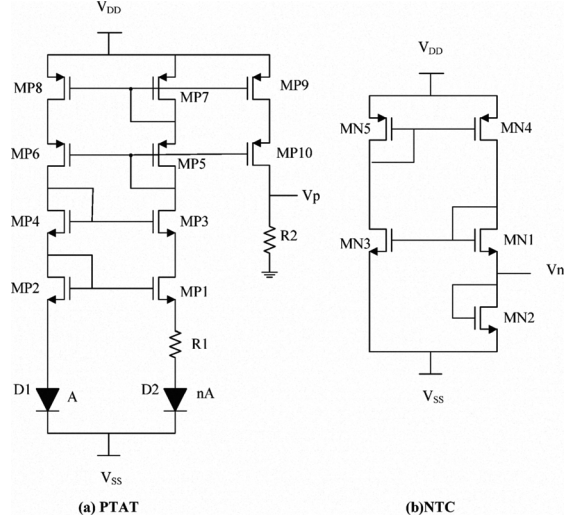 V_DD
MP8
MP7
MP9
MP6
MP5
MP10
MP4
MP3
Vp
R2
MP2
MP1
R1
D1
A
D2
nA
V_SS
(a) PTAT
V_DD
MN5
MN4
MN3
MN1
Vn
MN2
V_SS
(b)NTC